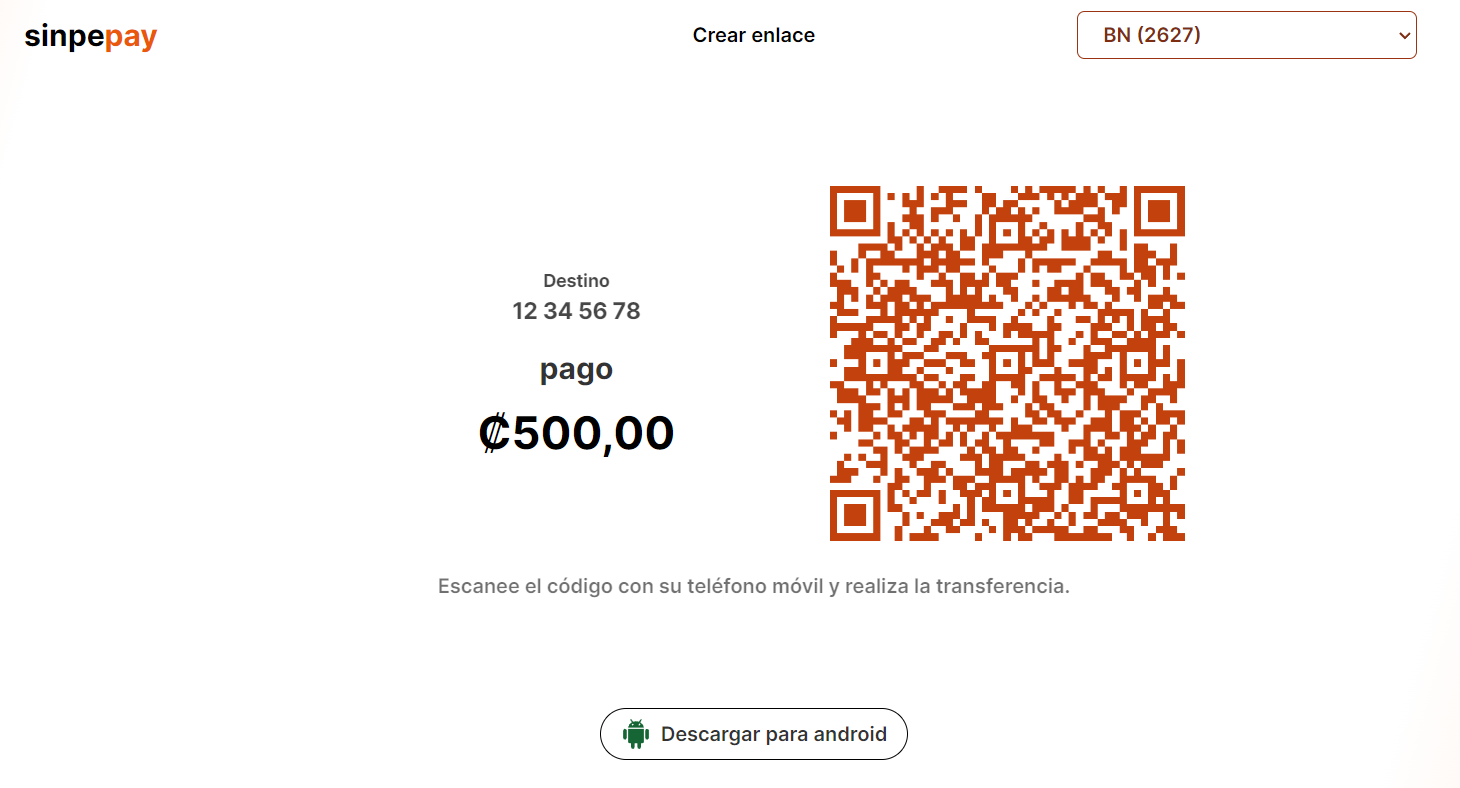 sinpepay
Crear enlace
BN (2627)
Destino
12 34 56 78
pago
₡500,00
Escanee el código con su teléfono móvil y realiza la transferencia.
Descargar para android